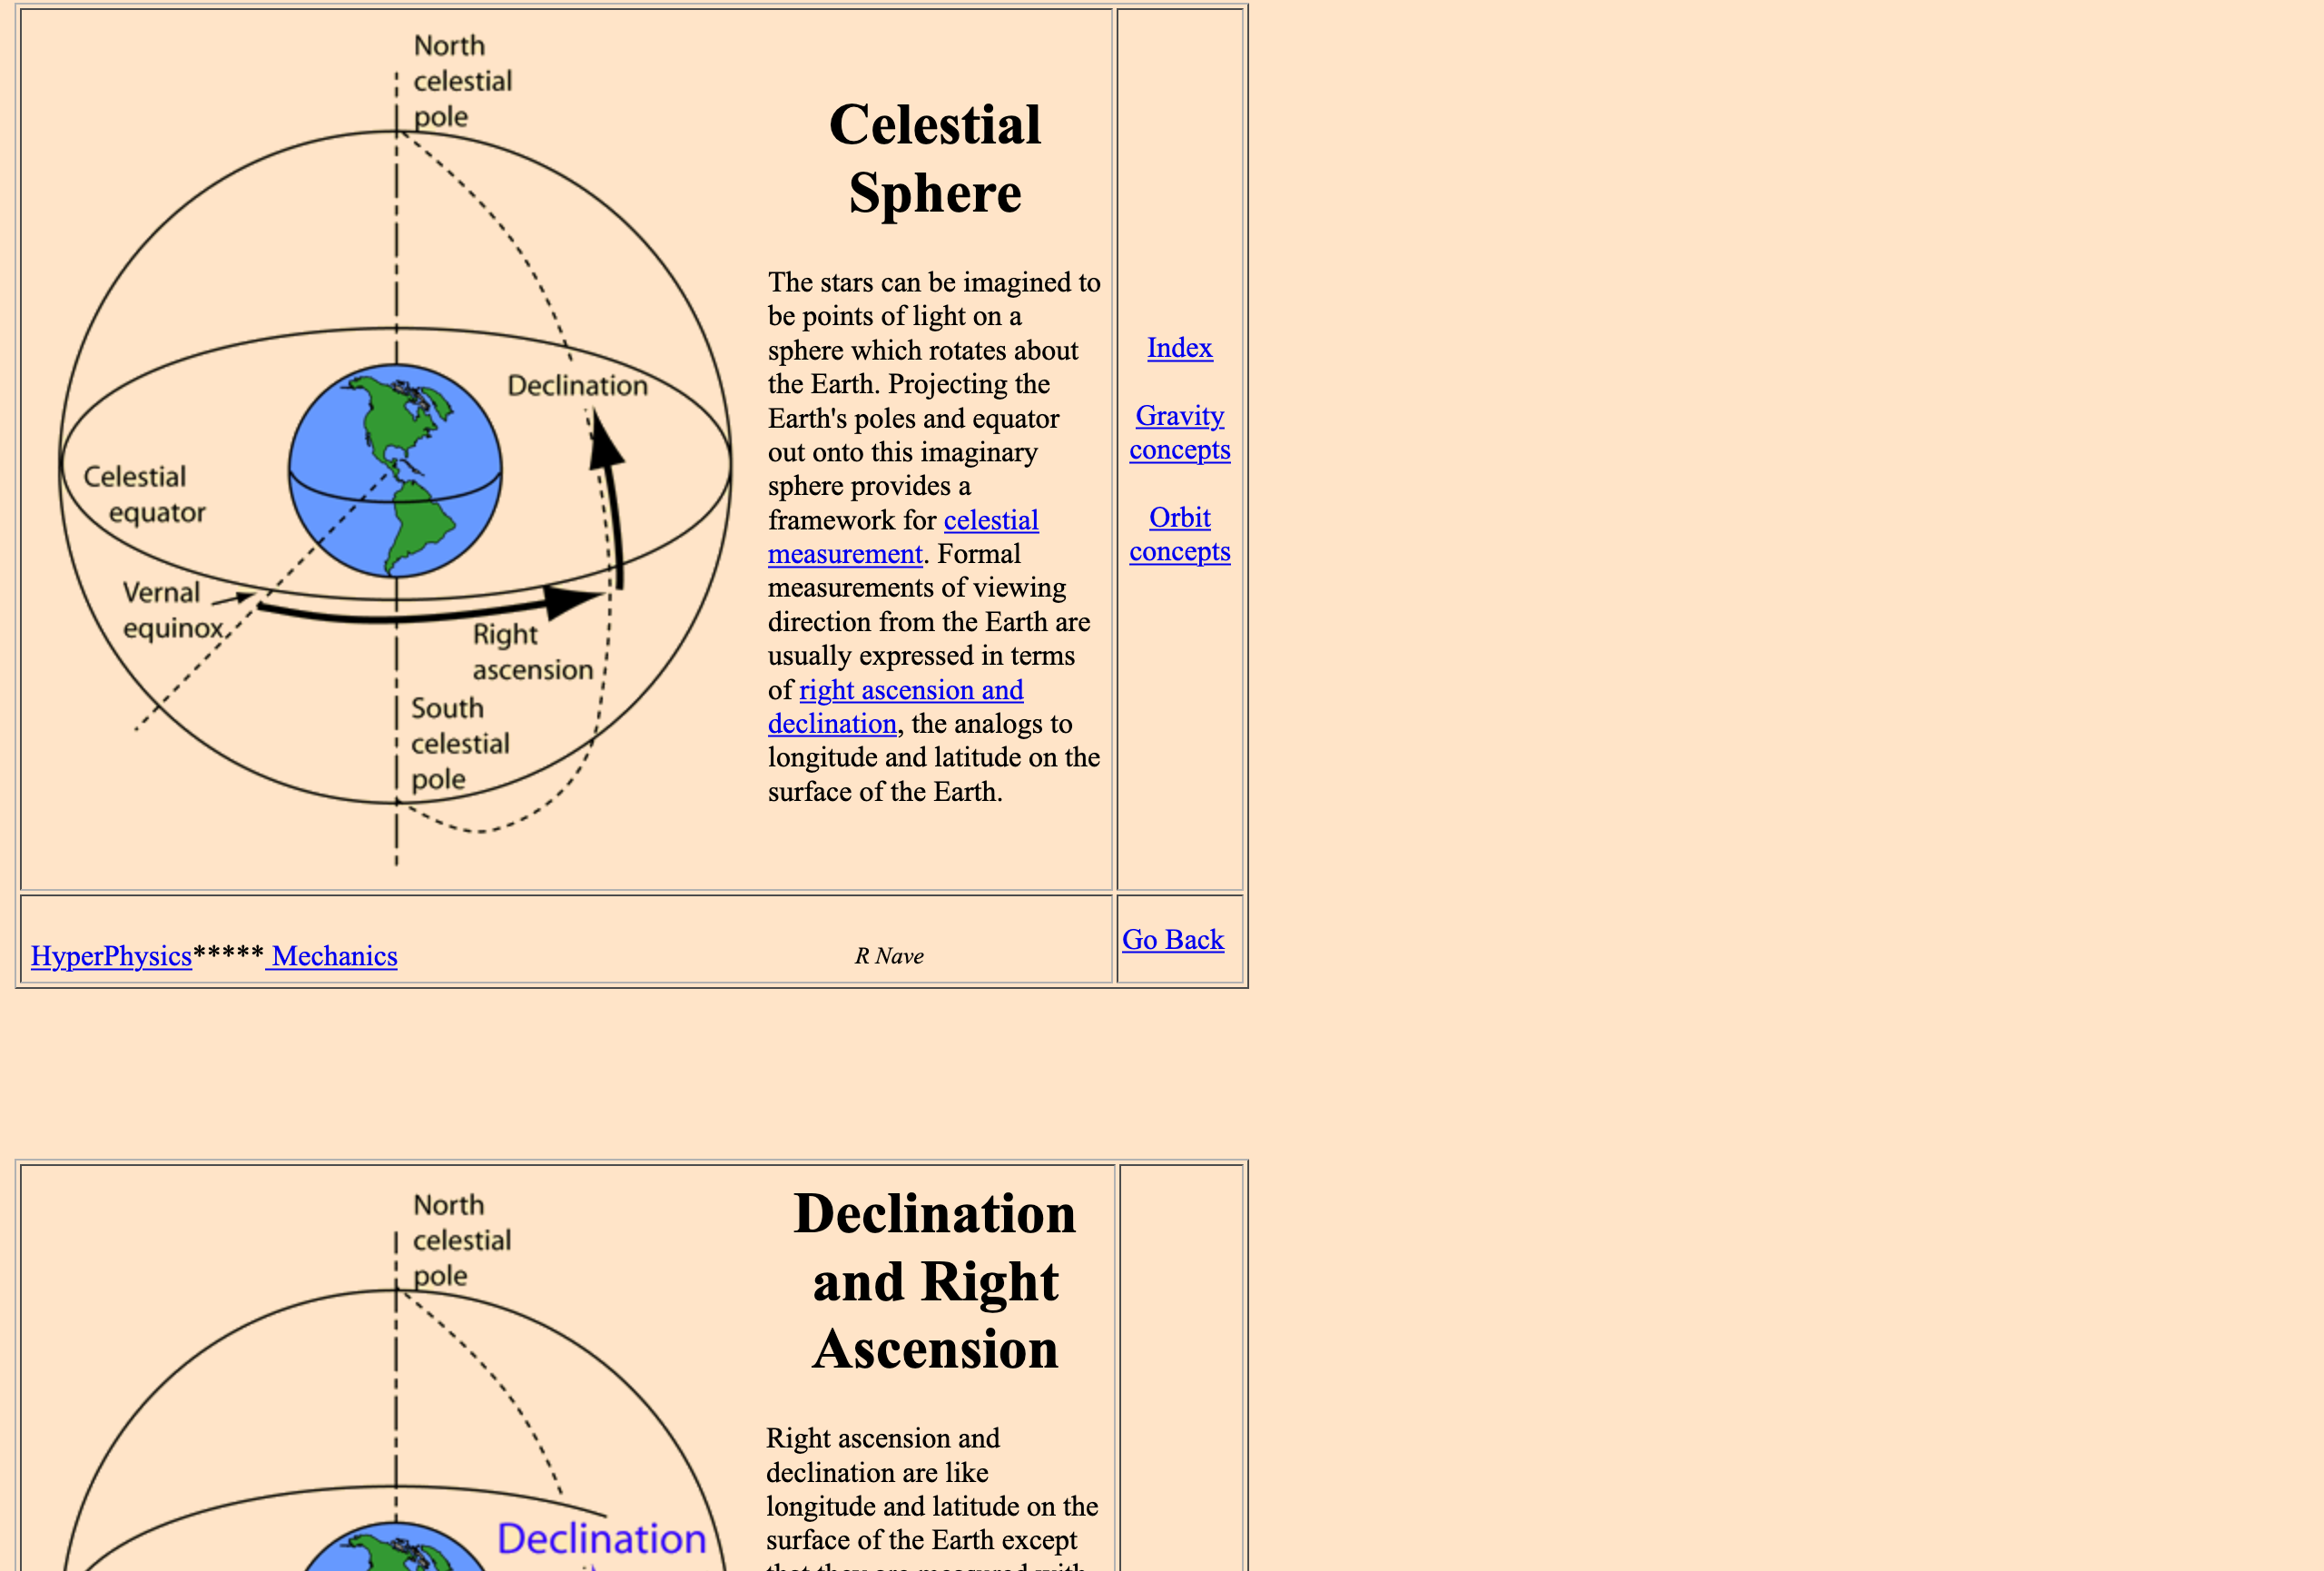 North
celestial
pole
Declination
Celestial
equator
Vernal
equinox
Right
ascension
South
celestial
pole
Celestial
Sphere
The stars can be imagined to
be points of light on a
sphere which rotates about
the Earth. Projecting the
Earth's poles and equator
out onto this imaginary
sphere provides a
framework for celestial
measurement. Formal
measurements of viewing
direction from the Earth are
usually expressed in terms
of right ascension and
declination, the analogs to
longitude and latitude on the
surface of the Earth.
Index
Gravity
concepts
Orbit
concepts
HyperPhysics***** Mechanics
R Nave
Go Back
North
celestial
pole
Declination
Declination
and Right
Ascension
Right ascension and
declination are like
longitude and latitude on the
surface of the Earth except
that they are measured with